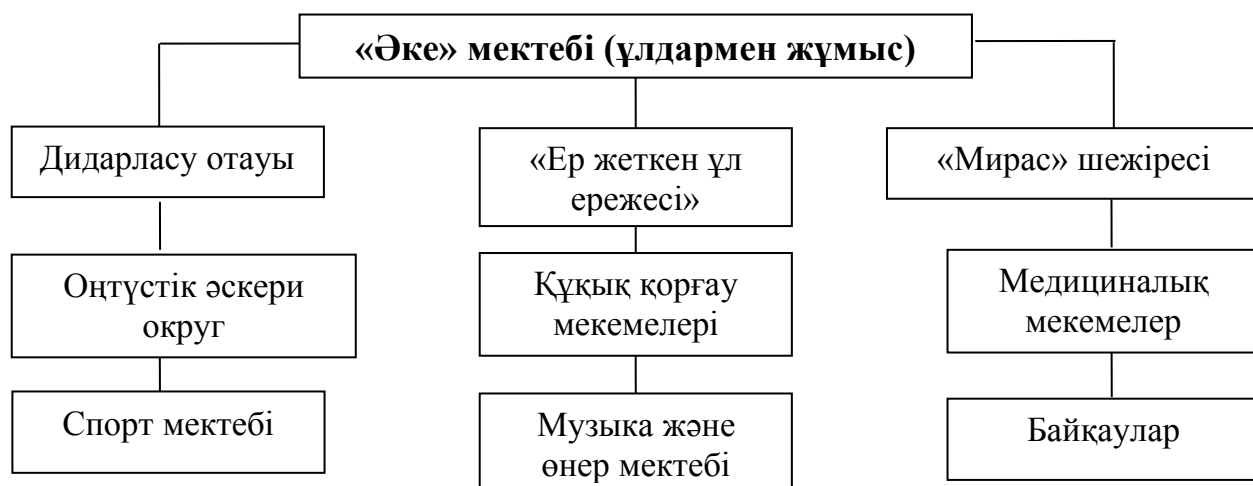 «Әке» мектебі (ұлдармен жұмыс)
Дидарласу отауы
«Ер жеткен ұл
ережесі»
«Мирас» шежіресі
Оңтүстік әскери
округ
Құқық қорғау
мекемелері
Медициналық
мекемелер
Спорт мектебі
Музыка және
өнер мектебі
Байқаулар